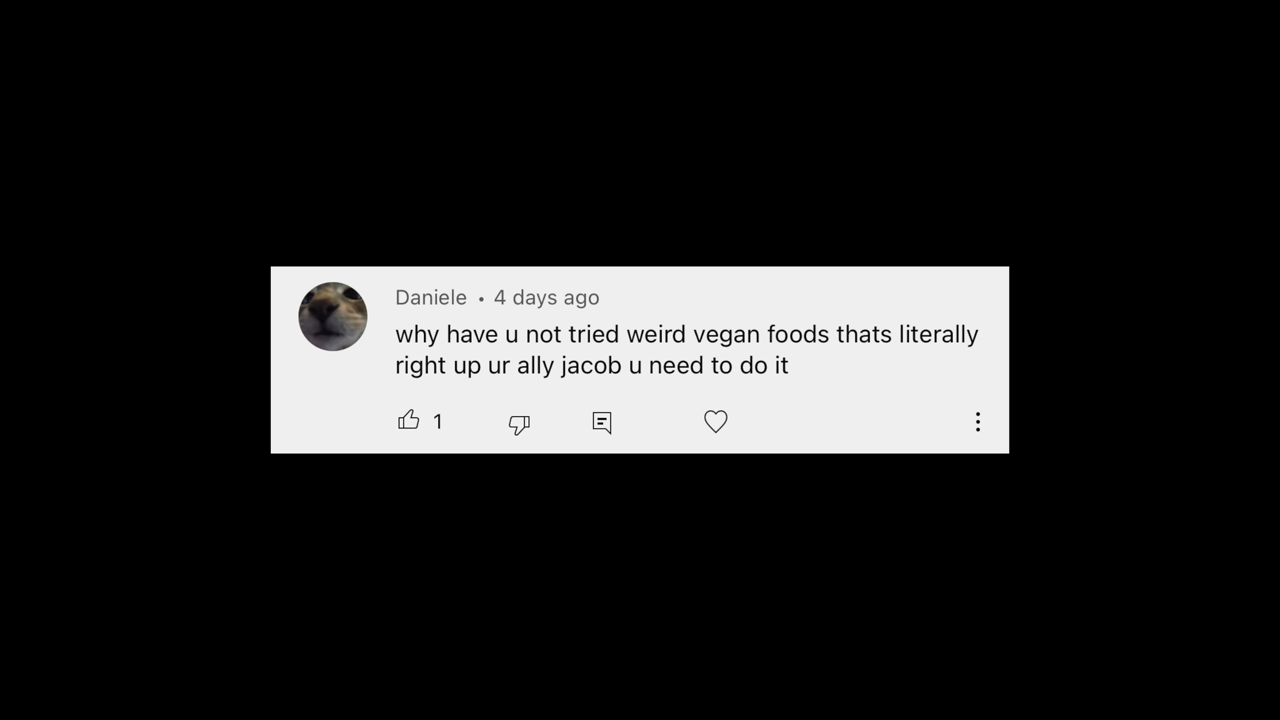 Daniele • 4 days ago
why have u not tried weird vegan foods thats literally
right up ur ally jacob u need to do it
1